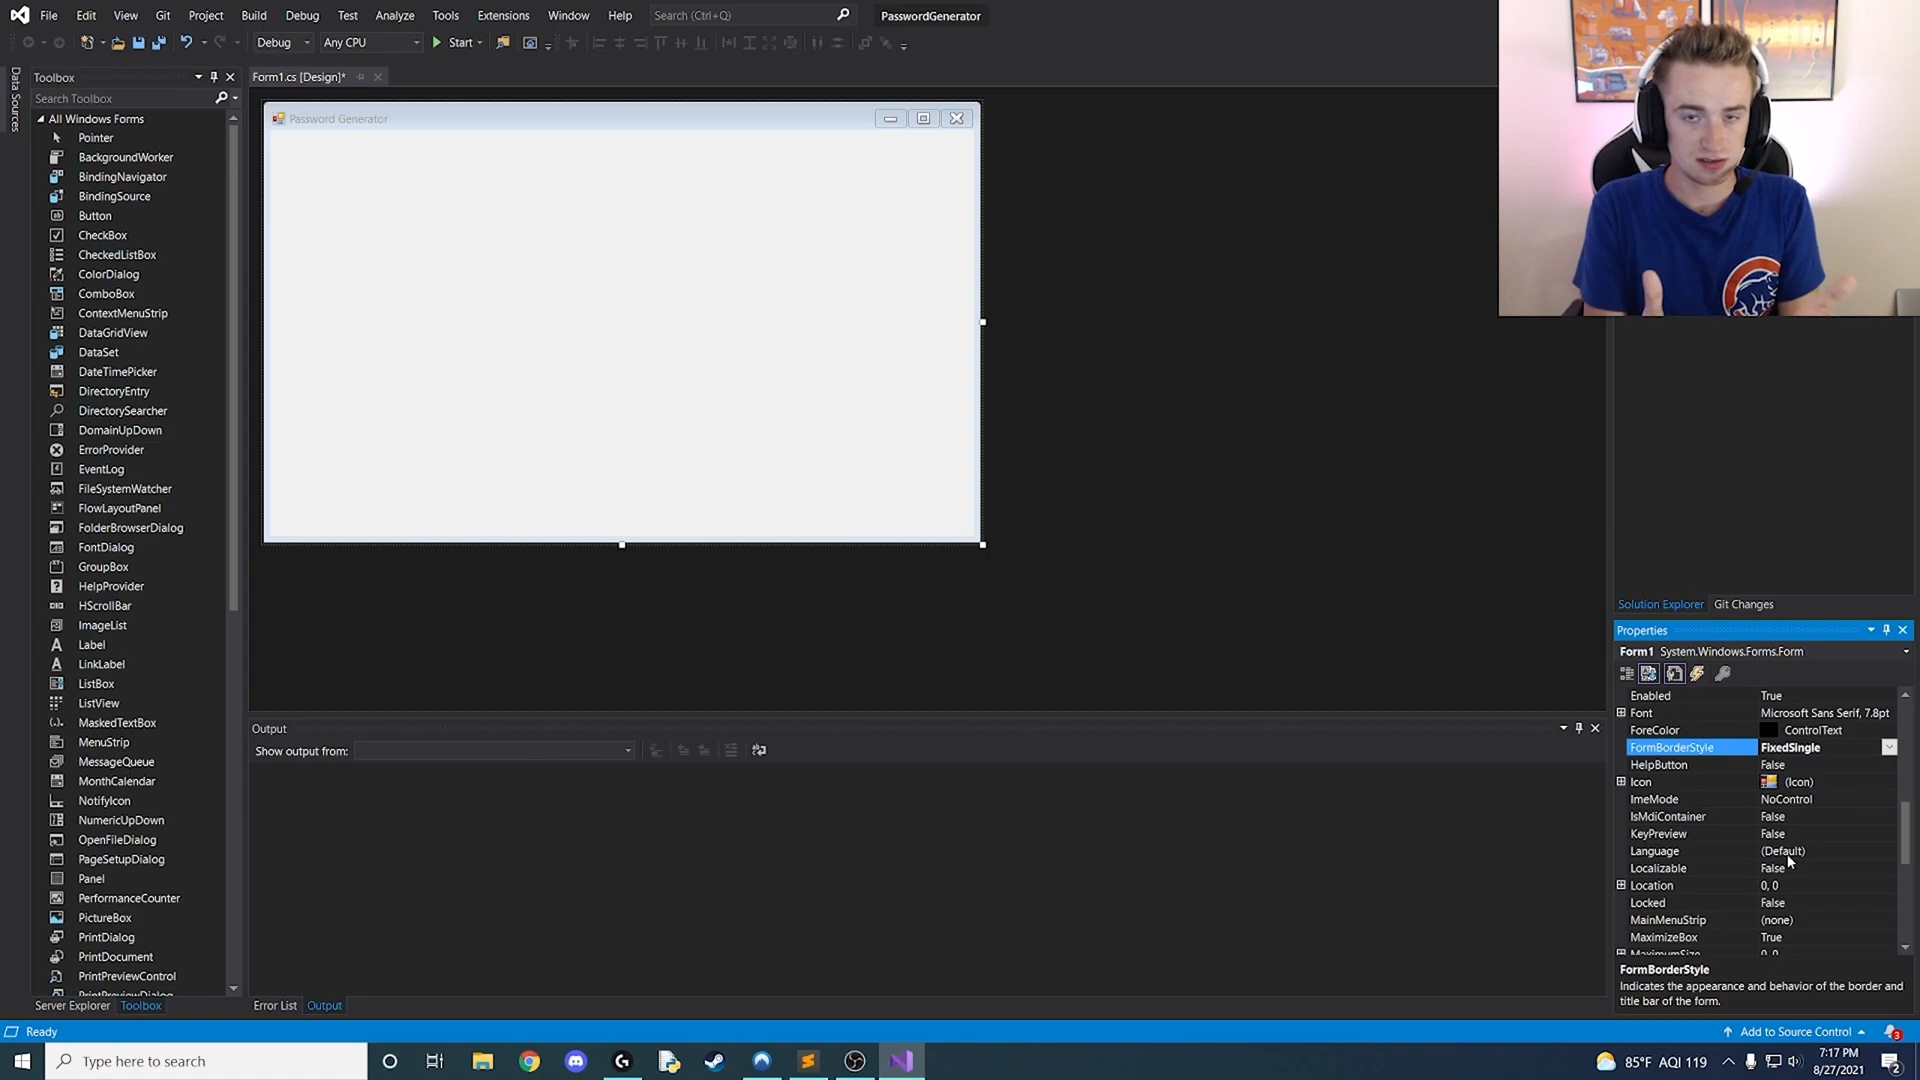 File Edit View Git Project Build Debug Test Analyze Tools Extensions Window Help Search (Ctrl+Q) PasswordGenerator
Debug Any CPU Start
Data Sources
Toolbox
Search Toolbox
All Windows Forms
Pointer
BackgroundWorker
BindingNavigator
BindingSource
Button
CheckBox
CheckedListBox
ColorDialog
ComboBox
ContextMenuStrip
DataGridView
DataSet
DateTimePicker
DirectoryEntry
DirectorySearcher
DomainUpDown
ErrorProvider
EventLog
FileSystemWatcher
FlowLayoutPanel
FolderBrowserDialog
FontDialog
GroupBox
HelpProvider
HScrollBar
ImageList
Label
LinkLabel
ListBox
ListView
MaskedTextBox
MenuStrip
MessageQueue
MonthCalendar
NotifyIcon
NumericUpDown
OpenFileDialog
PageSetupDialog
Panel
PerformanceCounter
PictureBox
PrintDialog
PrintDocument
PrintPreviewControl
PrintPreviewDialog
Server Explorer Toolbox
Form1.cs [Design]*
Password Generator
Output
Show output from:
Error List Output
Solution Explorer Git Changes
Properties
Form1 System.Windows.Forms.Form
Enabled True
Font Microsoft Sans Serif, 7.8pt
ForeColor ControlText
FormBorderStyle FixedSingle
HelpButton False
Icon (Icon)
ImeMode NoControl
IsMdiContainer False
KeyPreview False
Language (Default)
Localizable False
Location 0, 0
Locked False
MainMenuStrip (none)
MaximizeBox True
MaximumSize 0, 0
FormBorderStyle
Indicates the appearance and behavior of the border and
title bar of the form.
Ready
Add to Source Control 3
Type here to search
85°F AQI 119
7:17 PM
8/27/2021
2